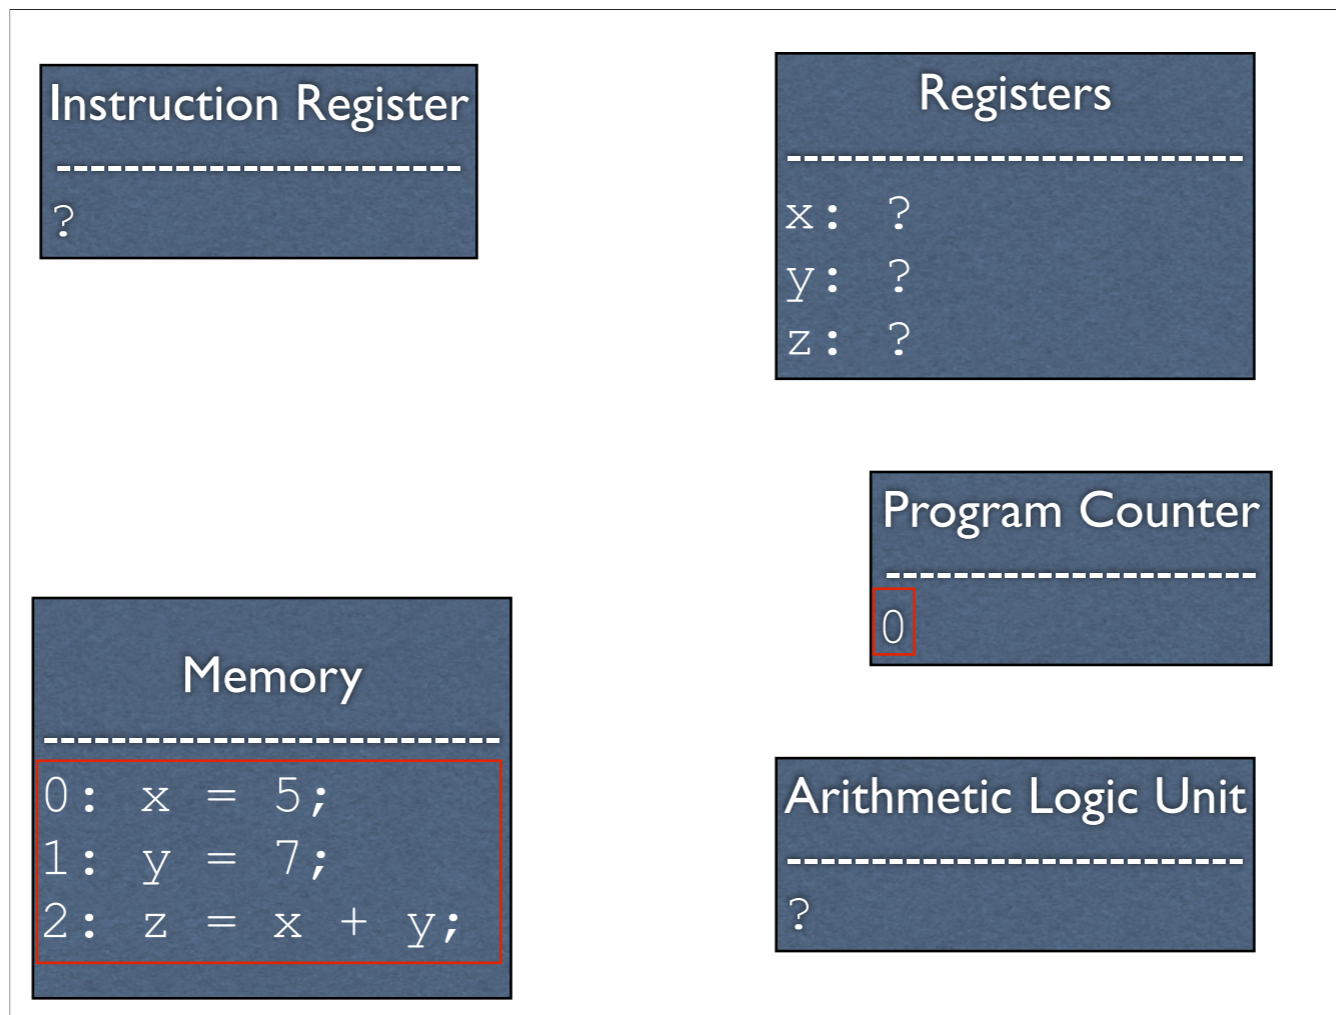 Instruction Register
------------------------
?
Registers
---------------------------
x: ?
y: ?
z: ?
Program Counter
----------------------
0
Memory
---------------------------
0: x = 5;
1: y = 7;
2: z = x + y;
Arithmetic Logic Unit
---------------------------
?